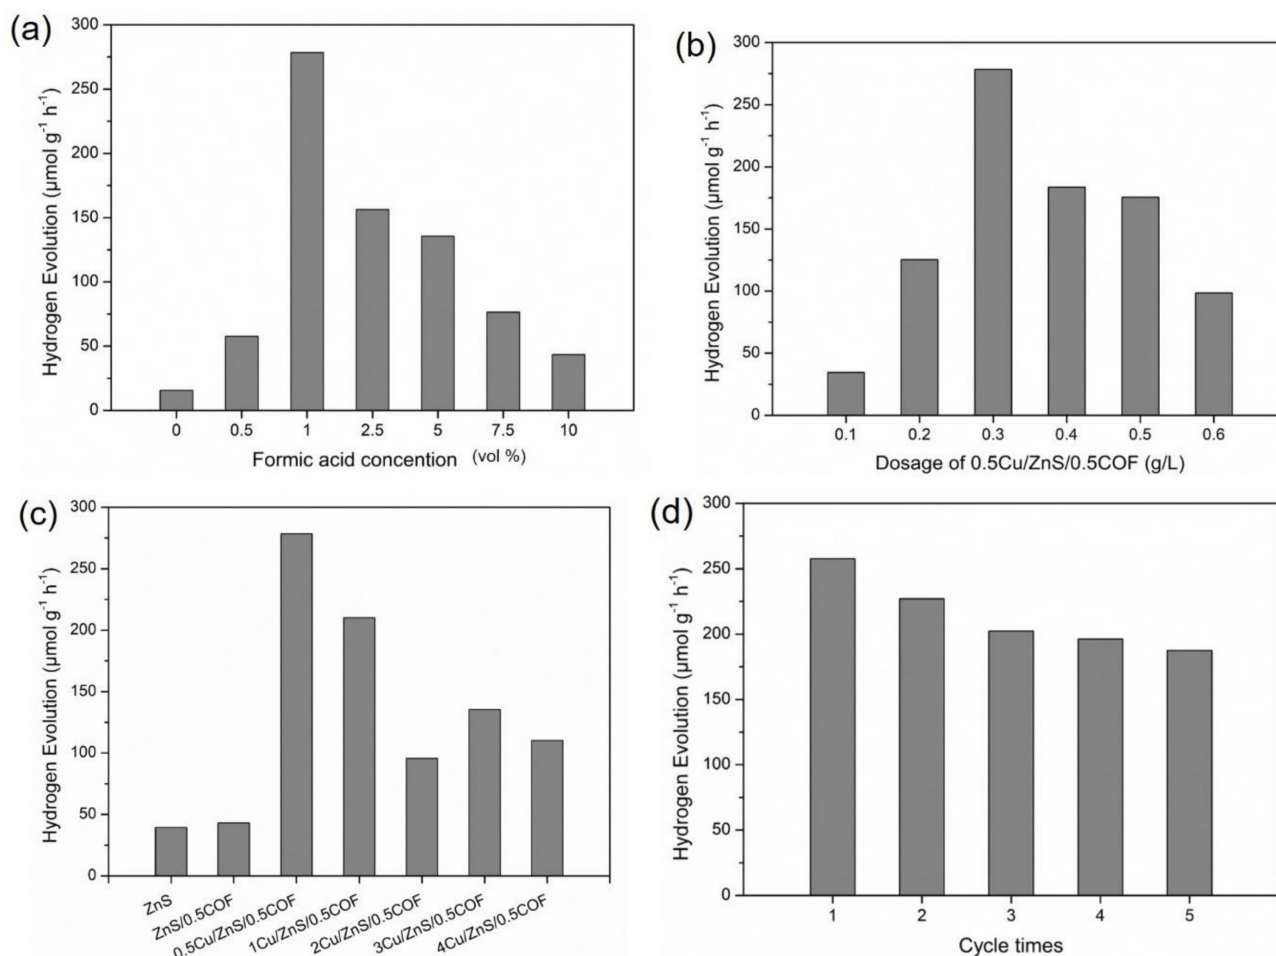 (a)
Hydrogen Evolution (μmol g⁻¹ h⁻¹)
300
250
200
150
100
50
0
0 0.5 1 2.5 5 7.5 10
Formic acid concention (vol %)
(b)
Hydrogen Evolution (μmol g⁻¹ h⁻¹)
300
250
200
150
100
50
0
0.1 0.2 0.3 0.4 0.5 0.6
Dosage of 0.5Cu/ZnS/0.5COF (g/L)
(c)
Hydrogen Evolution (μmol g⁻¹ h⁻¹)
300
250
200
150
100
50
0
ZnS
ZnS/0.5COF
0.5Cu/ZnS/0.5COF
1Cu/ZnS/0.5COF
2Cu/ZnS/0.5COF
3Cu/ZnS/0.5COF
4Cu/ZnS/0.5COF
(d)
Hydrogen Evolution (μmol g⁻¹ h⁻¹)
300
250
200
150
100
50
0
1 2 3 4 5
Cycle times